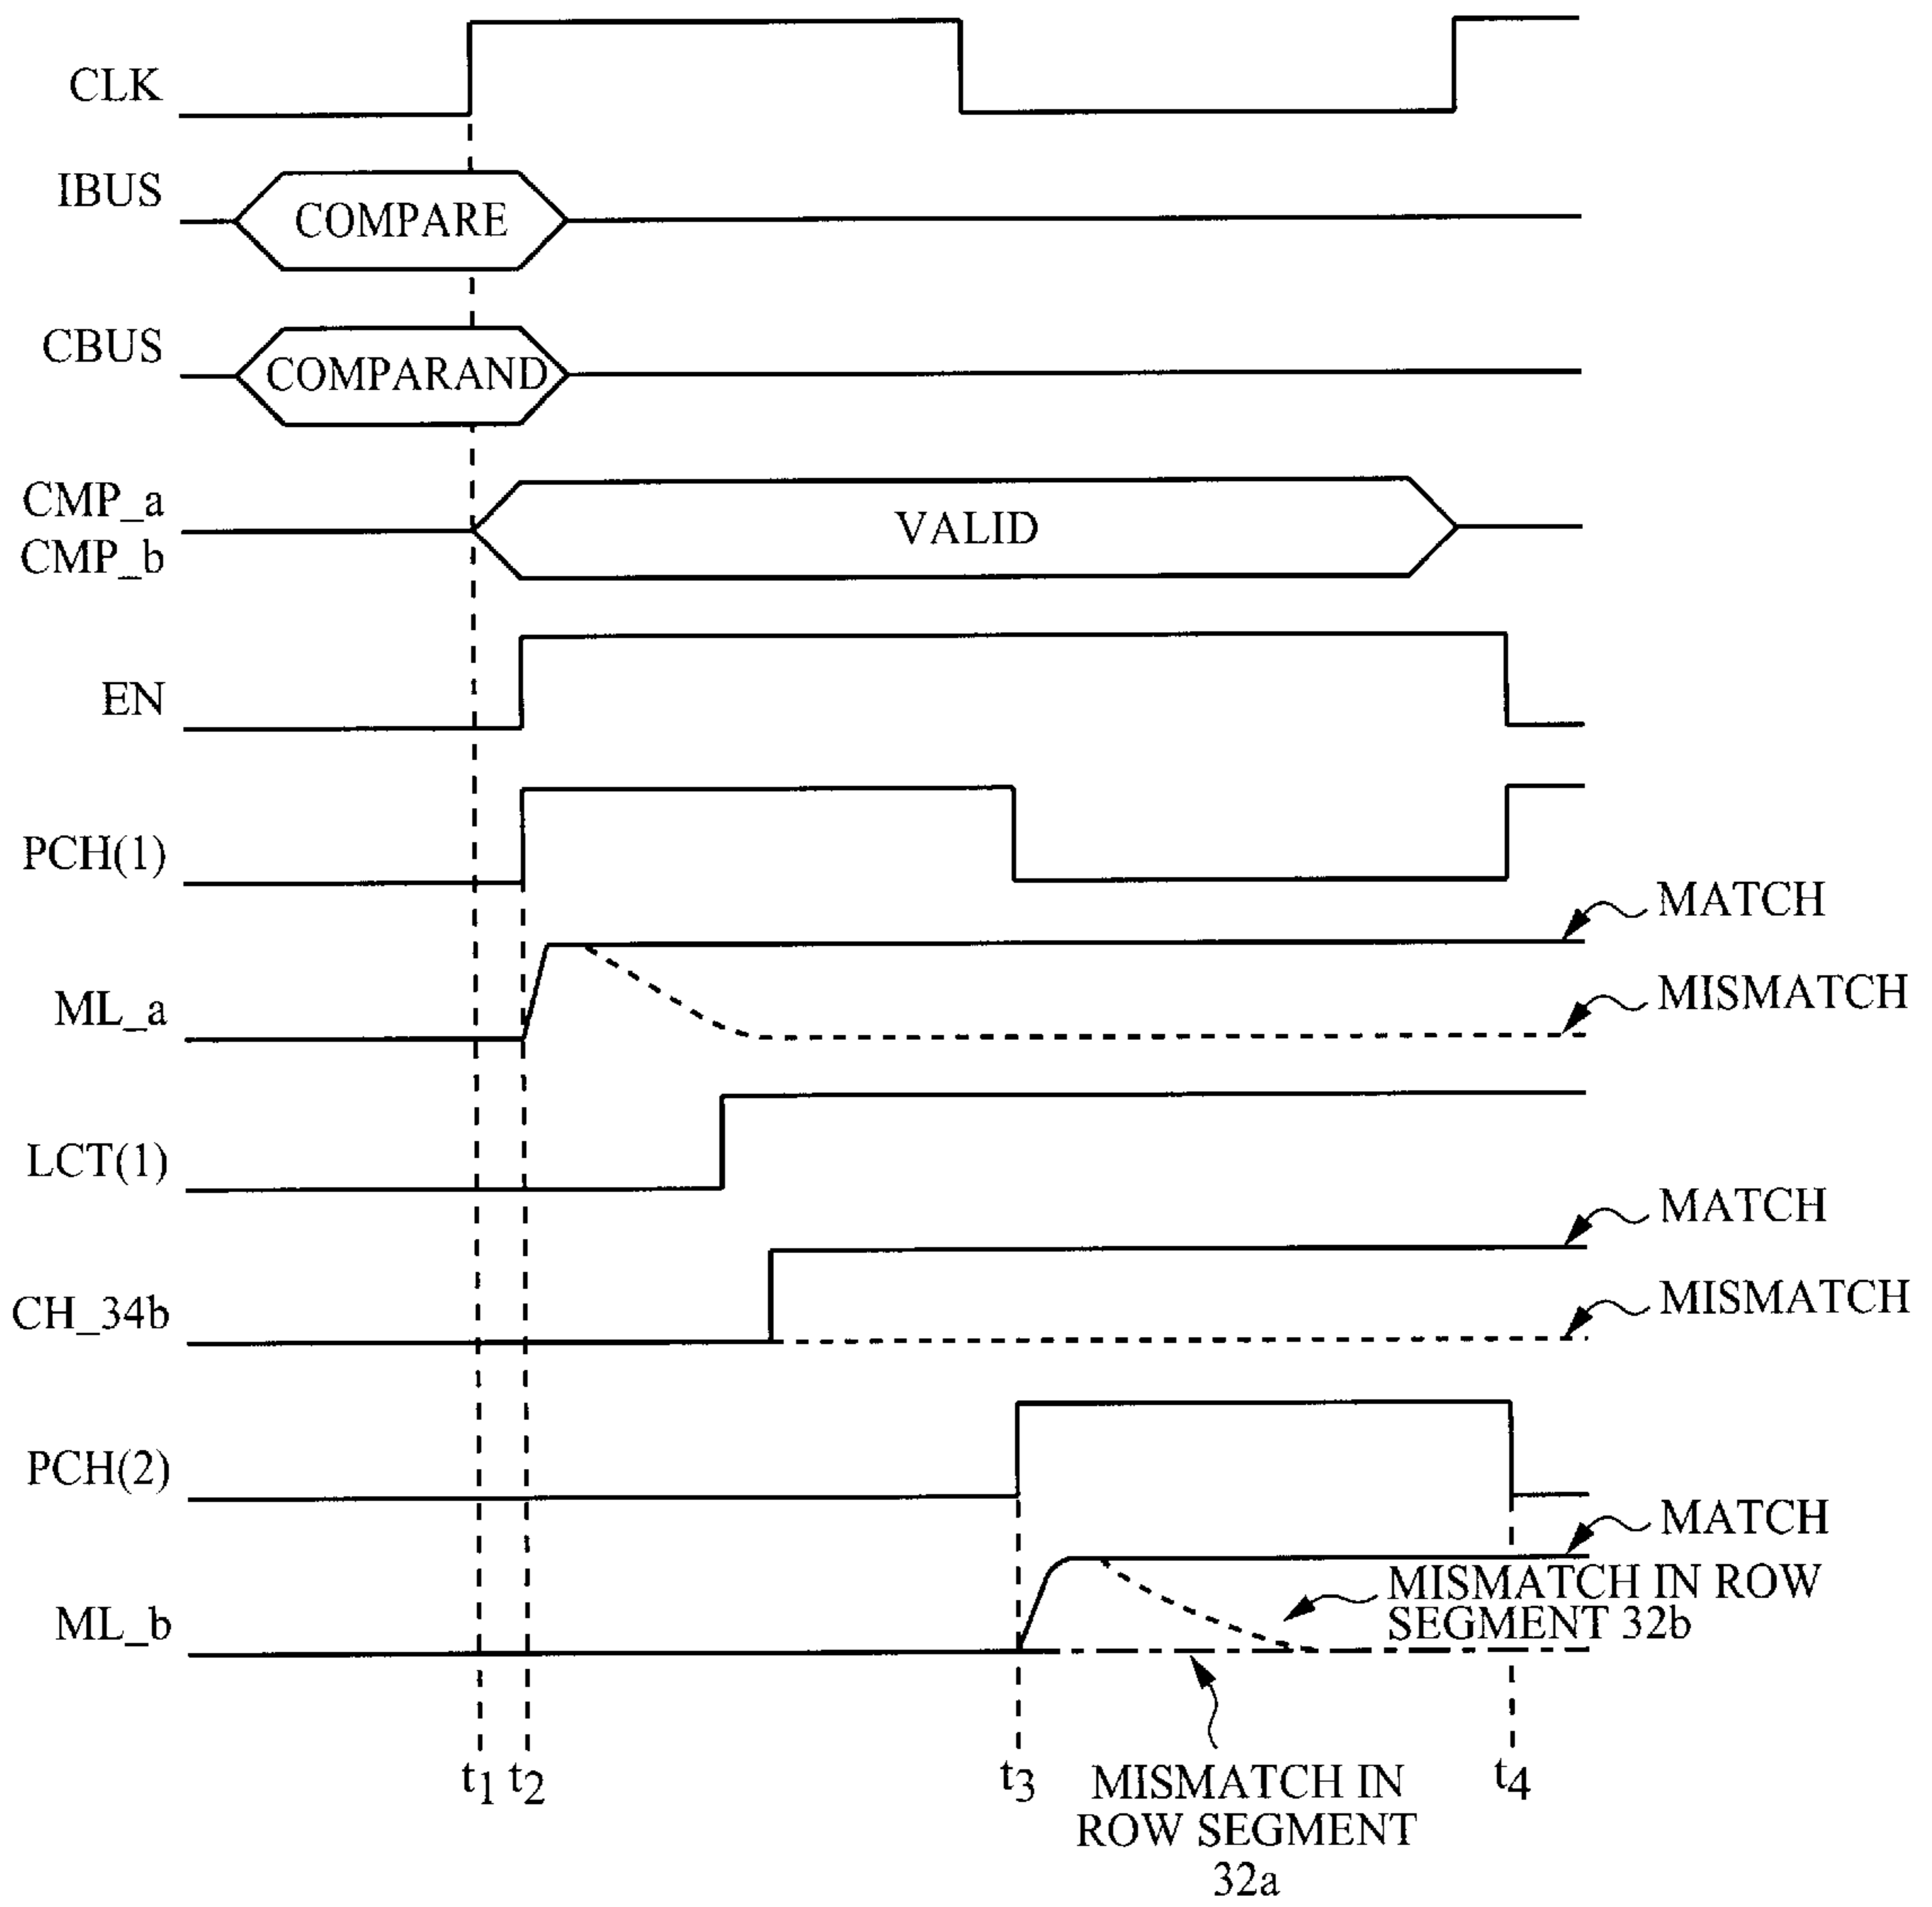 CLK
IBUS
COMPARE
CBUS
COMPARAND
CMP_a
CMP_b
VALID
EN
PCH(1)
MATCH
ML_a
MISMATCH
LCT(1)
MATCH
CH_34b
MISMATCH
PCH(2)
MATCH
ML_b
MISMATCH IN ROW
SEGMENT 32b
t1 t2 t3 t4
MISMATCH IN
ROW SEGMENT
32a